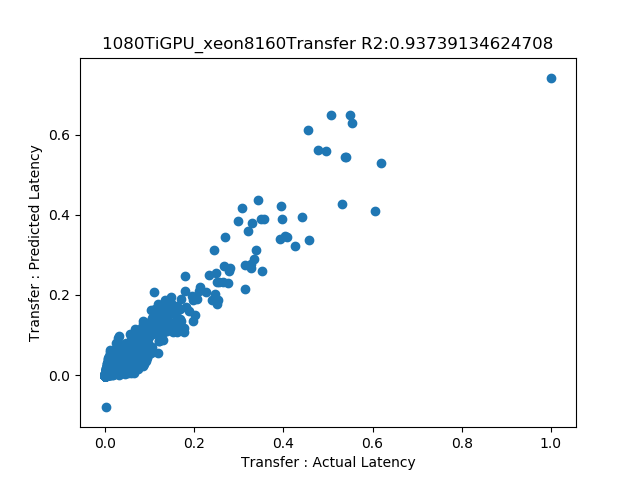 1080TiGPU_xeon8160Transfer R2:0.93739134624708
Transfer : Predicted Latency
0.6
0.4
0.2
0.0
0.0 0.2 0.4 0.6 0.8 1.0
Transfer : Actual Latency